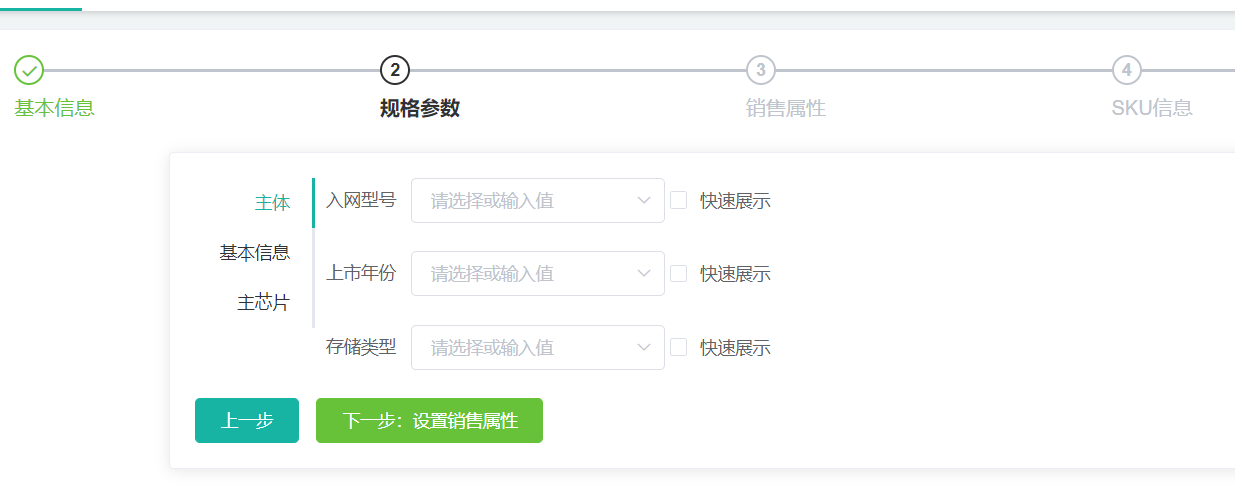 2 3 4
基本信息 规格参数 销售属性 SKU信息
主体 入网型号 请选择或输入值 快速展示
基本信息 上市年份 请选择或输入值 快速展示
主芯片 存储类型 请选择或输入值 快速展示
上一步 下一步：设置销售属性